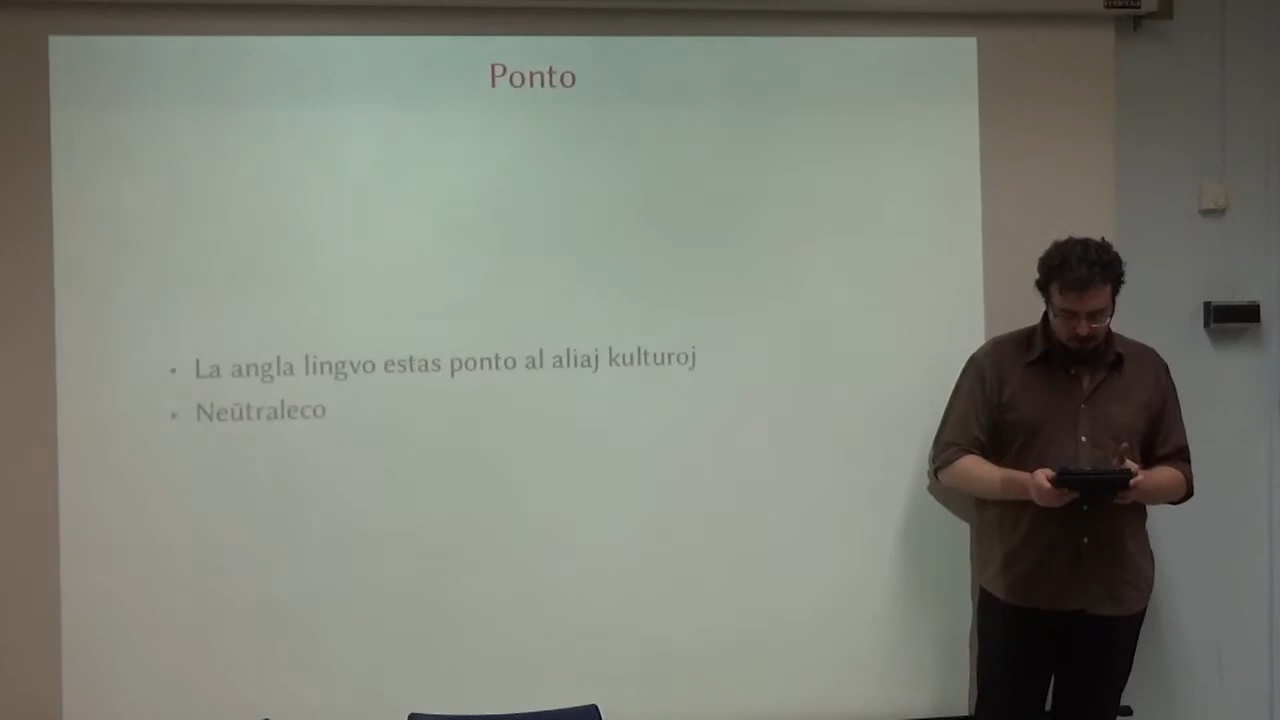 Ponto
• La angla lingvo estas ponto al aliaj kulturoj
• Neŭtraleco